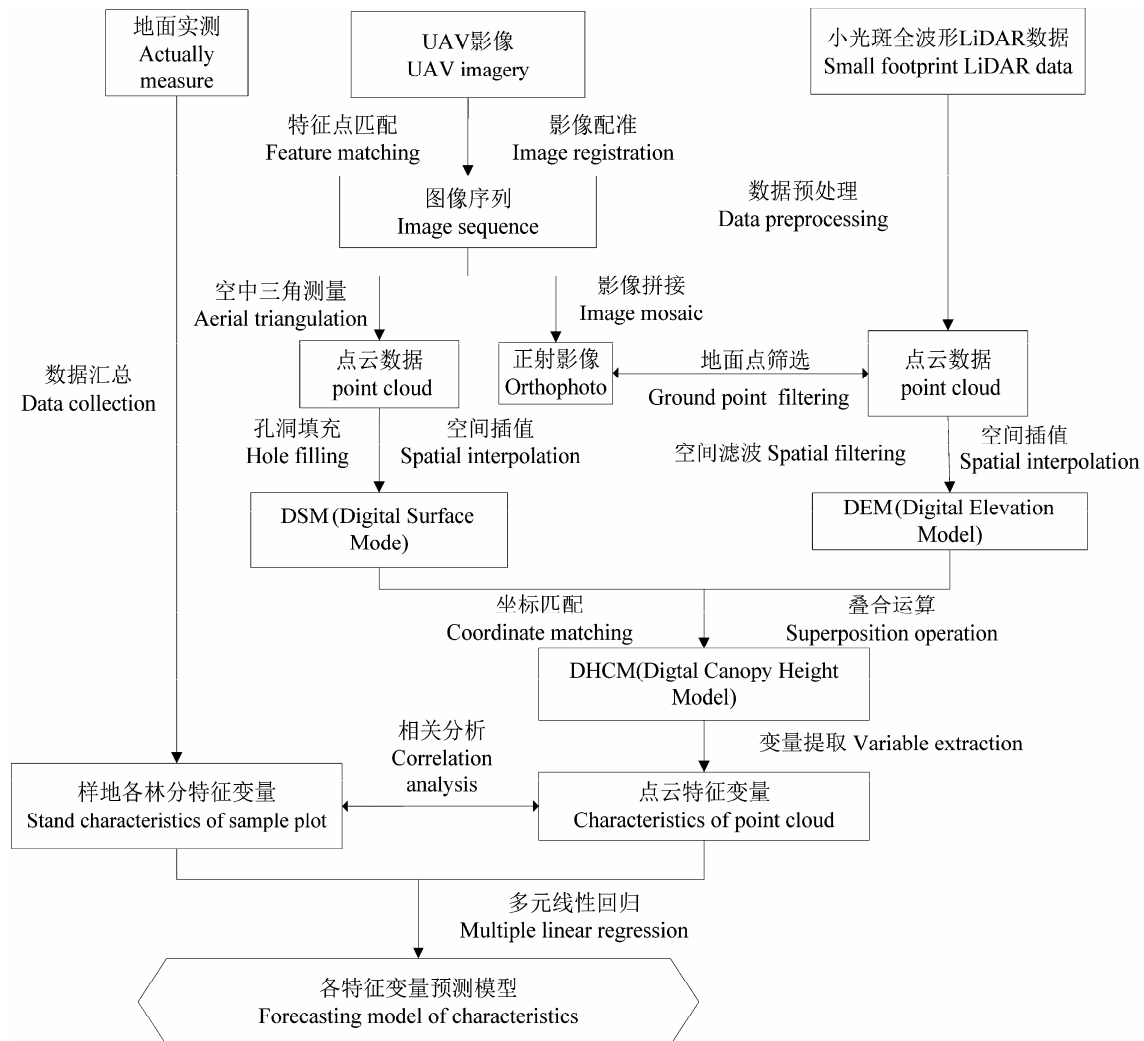 地面实测
Actually
measure
UAV影像
UAV imagery
小光斑全波形LiDAR数据
Small footprint LiDAR data
特征点匹配
Feature matching
影像配准
Image registration
图像序列
Image sequence
数据预处理
Data preprocessing
空中三角测量
Aerial triangulation
影像拼接
Image mosaic
数据汇总
Data collection
点云数据
point cloud
正射影像
Orthophoto
地面点筛选
Ground point filtering
点云数据
point cloud
孔洞填充
Hole filling
空间插值
Spatial interpolation
空间滤波 Spatial filtering
空间插值
Spatial interpolation
DSM (Digital Surface
Mode)
DEM (Digital Elevation
Model)
坐标匹配
Coordinate matching
叠合运算
Superposition operation
DHCM(Digtal Canopy Height
Model)
相关分析
Correlation
analysis
变量提取 Variable extraction
样地各林分特征变量
Stand characteristics of sample plot
点云特征变量
Characteristics of point cloud
多元线性回归
Multiple linear regression
各特征变量预测模型
Forecasting model of characteristics